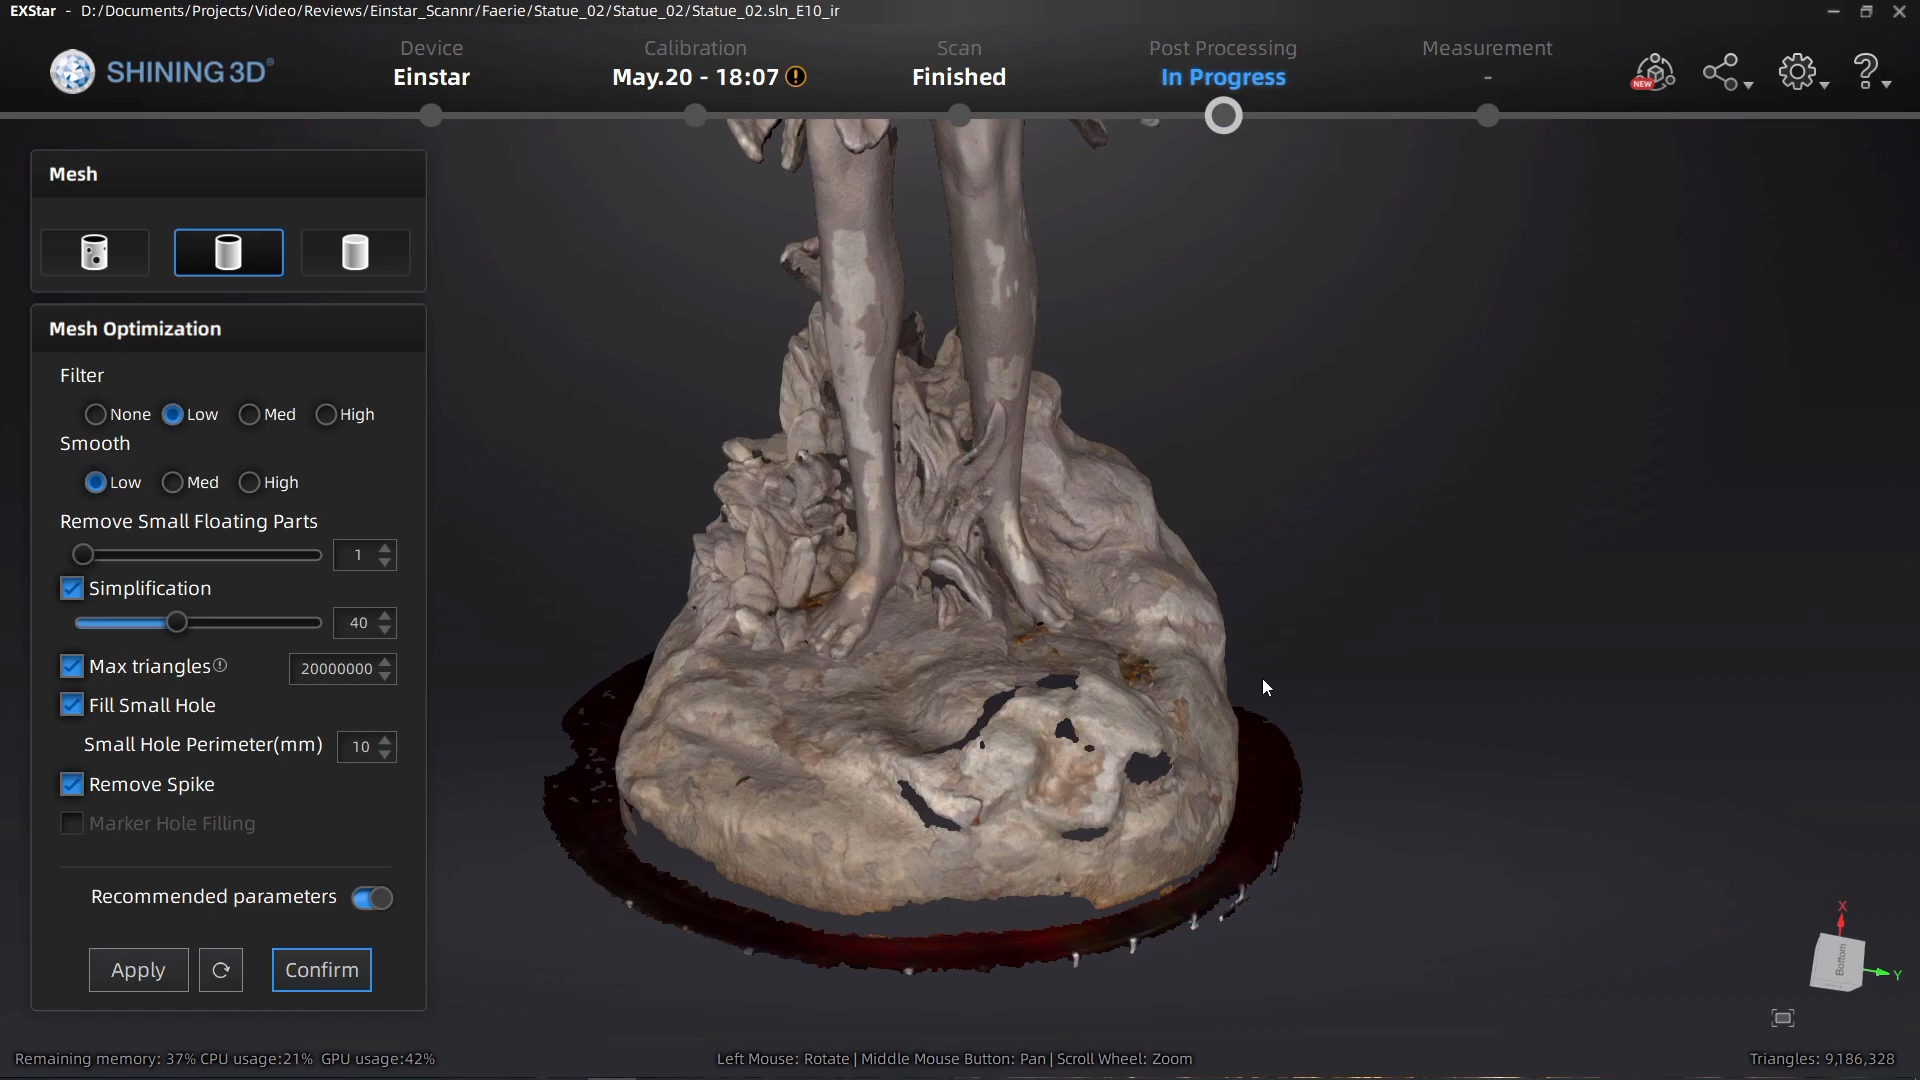 EXStar - D:/Documents/Projects/Video/Reviews/Einstar_Scannr/Faerie/Statue_02/Statue_02/Statue_02.sln_E10_ir
SHINING 3D®
Device
Einstar
Calibration
May.20 - 18:07
Scan
Finished
Post Processing
In Progress
Measurement
-
NEW
Mesh
Mesh Optimization
Filter
None Low Med High
Smooth
Low Med High
Remove Small Floating Parts
1
Simplification
40
Max triangles 20000000
Fill Small Hole
Small Hole Perimeter(mm) 10
Remove Spike
Marker Hole Filling
Recommended parameters
Apply Confirm
X
Bottom
Y
Remaining memory: 37% CPU usage:21% GPU usage:42%
Left Mouse: Rotate | Middle Mouse Button: Pan | Scroll Wheel: Zoom
Triangles: 9,186,328